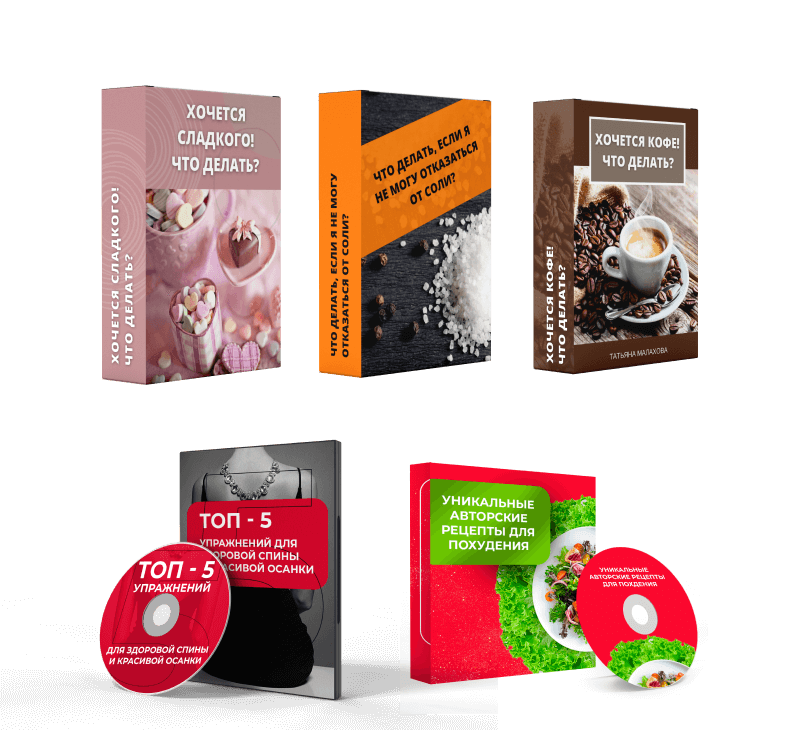 ХОЧЕТСЯ СЛАДКОГО!
ЧТО ДЕЛАТЬ?
ХОЧЕТСЯ
СЛАДКОГО!
ЧТО ДЕЛАТЬ?
ЧТО ДЕЛАТЬ, ЕСЛИ Я НЕ МОГУ
ОТКАЗАТЬСЯ ОТ СОЛИ?
ЧТО ДЕЛАТЬ, ЕСЛИ Я
НЕ МОГУ ОТКАЗАТЬСЯ
ОТ СОЛИ?
ХОЧЕТСЯ КОФЕ!
ЧТО ДЕЛАТЬ?
ХОЧЕТСЯ КОФЕ!
ЧТО ДЕЛАТЬ?
ТАТЬЯНА МАЛАХОВА
ТОП - 5
УПРАЖНЕНИЙ ДЛЯ
ЗДОРОВОЙ СПИНЫ
КРАСИВОЙ ОСАНКИ
ТОП - 5
УПРАЖНЕНИЙ
ДЛЯ ЗДОРОВОЙ СПИНЫ
И КРАСИВОЙ ОСАНКИ
УНИКАЛЬНЫЕ
АВТОРСКИЕ
РЕЦЕПТЫ ДЛЯ
ПОХУДЕНИЯ
УНИКАЛЬНЫЕ
АВТОРСКИЕ РЕЦЕПТЫ
ДЛЯ ПОХДЕНИЯ